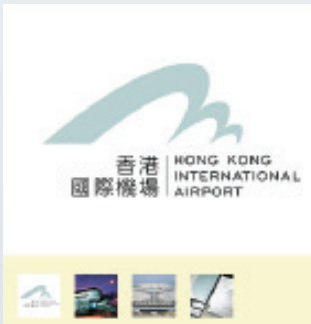 香港
國際機場
HONG KONG
INTERNATIONAL
AIRPORT